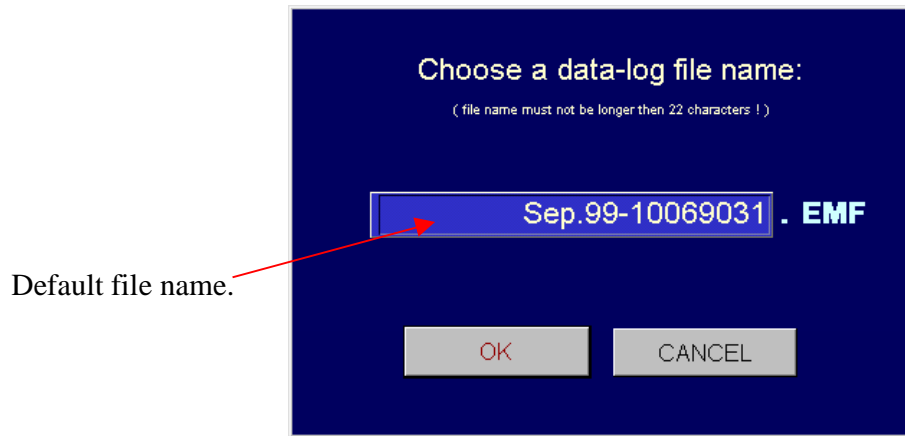 Choose a data-log file name:
( file name must not be longer then 22 characters ! )
Sep.99-10069031 . EMF
Default file name.
OK CANCEL